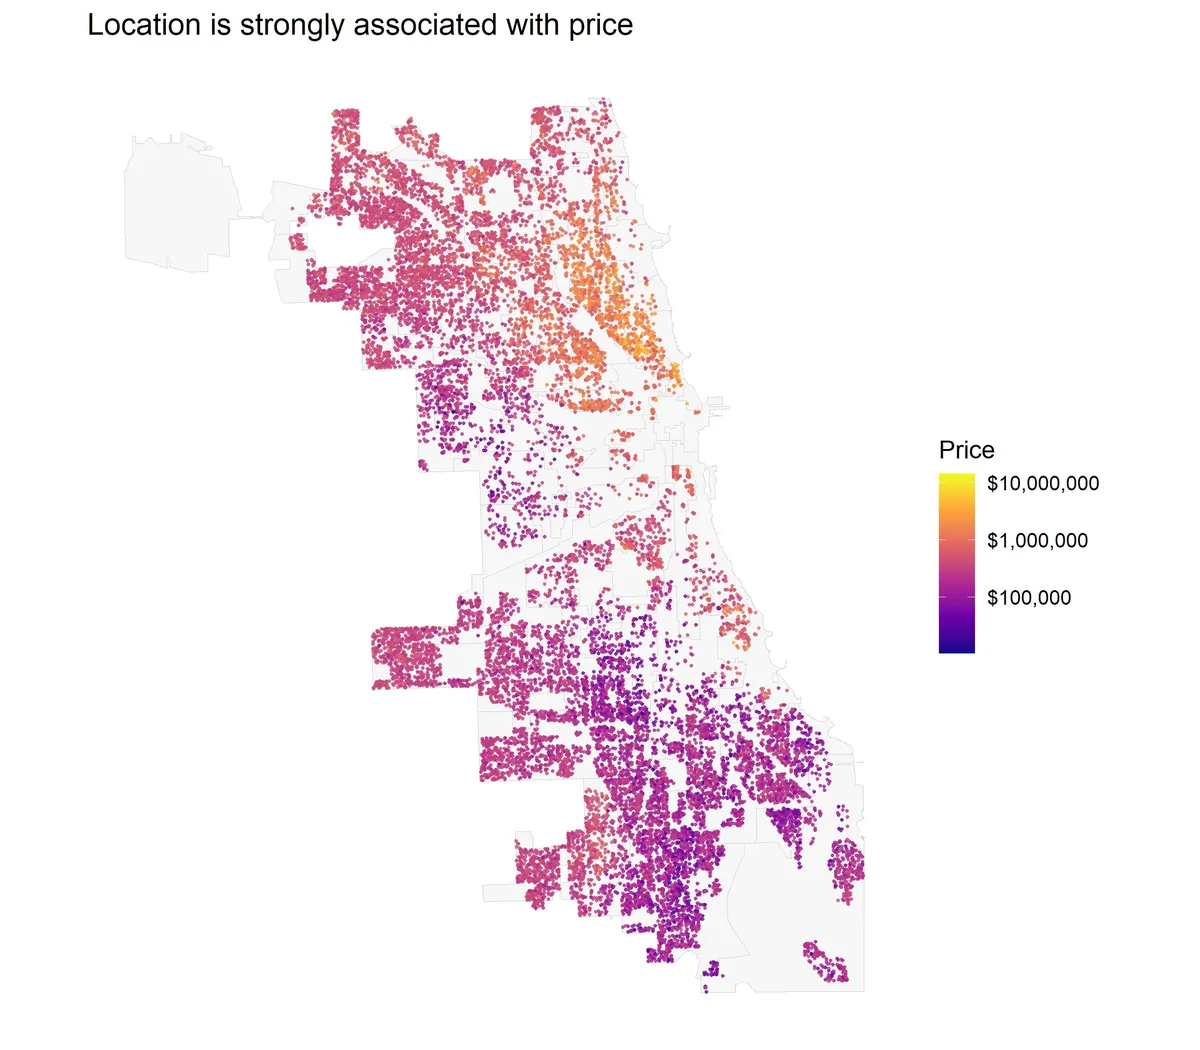 Location is strongly associated with price
Price
$10,000,000
$1,000,000
$100,000